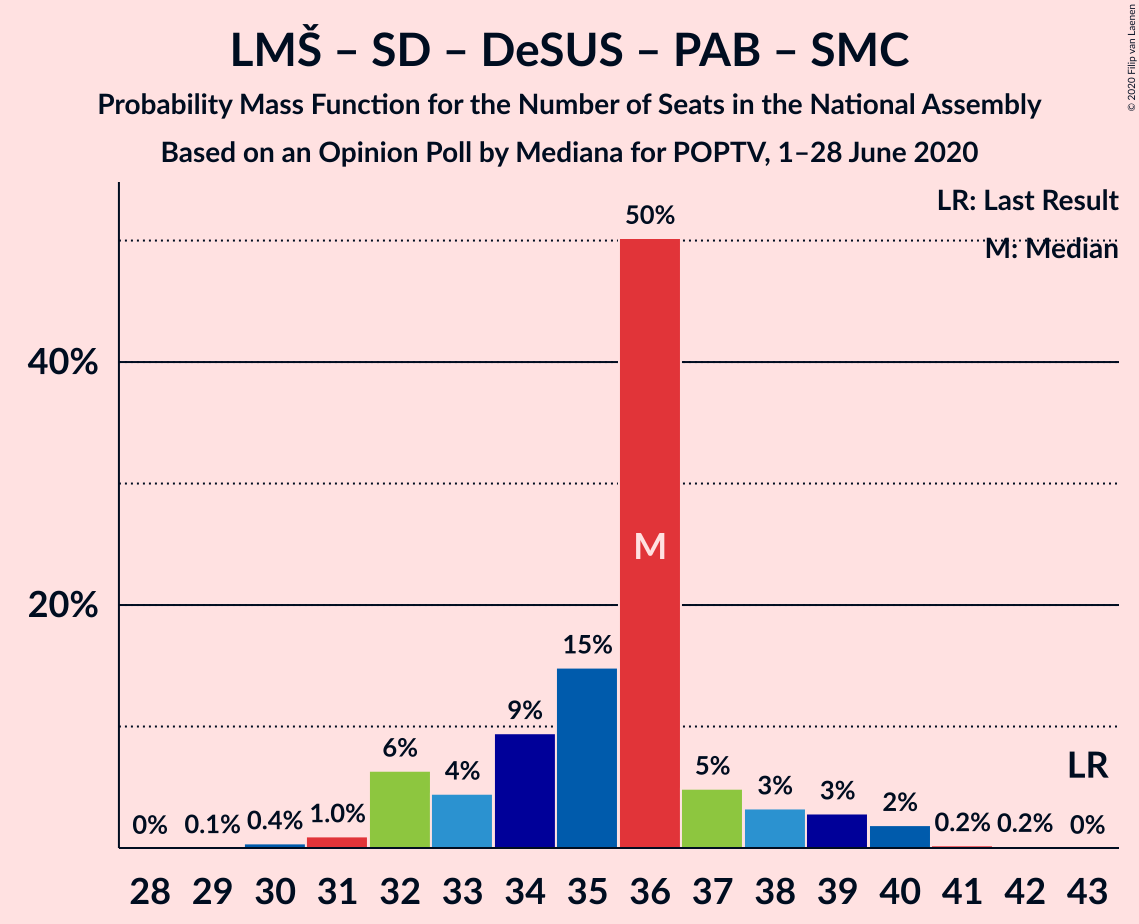 LMŠ – SD – DeSUS – PAB – SMC
Probability Mass Function for the Number of Seats in the National Assembly
Based on an Opinion Poll by Mediana for POPTV, 1–28 June 2020
© 2020 Filip van Laenen
LR: Last Result
M: Median
50%
40%
M
20%
15%
9%
6%
4%
5%
3%
3%
2%
LR
0%
0.1%
0.4%
1.0%
0.2%
0.2%
0%
28 29 30 31 32 33 34 35 36 37 38 39 40 41 42 43